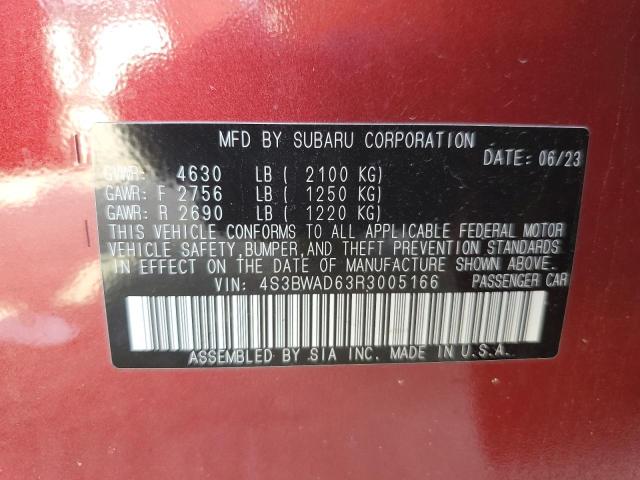 MFD BY SUBARU CORPORATION
DATE: 06/23
GVWR: 4630 LB ( 2100 KG)
GAWR: F 2756 LB ( 1250 KG)
GAWR: R 2690 LB ( 1220 KG)
THIS VEHICLE CONFORMS TO ALL APPLICABLE FEDERAL MOTOR
VEHICLE SAFETY,BUMPER,AND THEFT PREVENTION STANDARDS
IN EFFECT ON THE DATE OF MANUFACTURE SHOWN ABOVE.
VIN: 4S3BWAD63R3005166 PASSENGER CAR
ASSEMBLED BY SIA INC. MADE IN U.S.A.